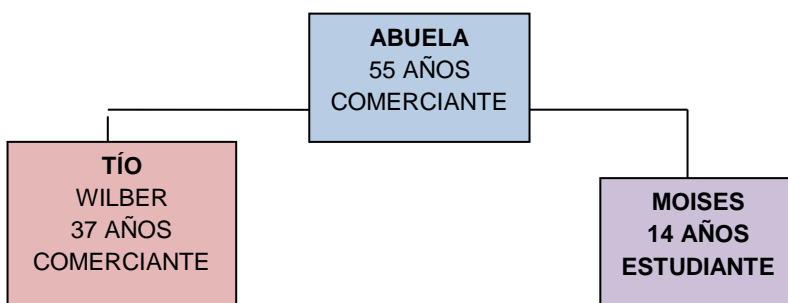 ABUELA
55 AÑOS
COMERCIANTE
TÍO
WILBER
37 AÑOS
COMERCIANTE
MOISES
14 AÑOS
ESTUDIANTE